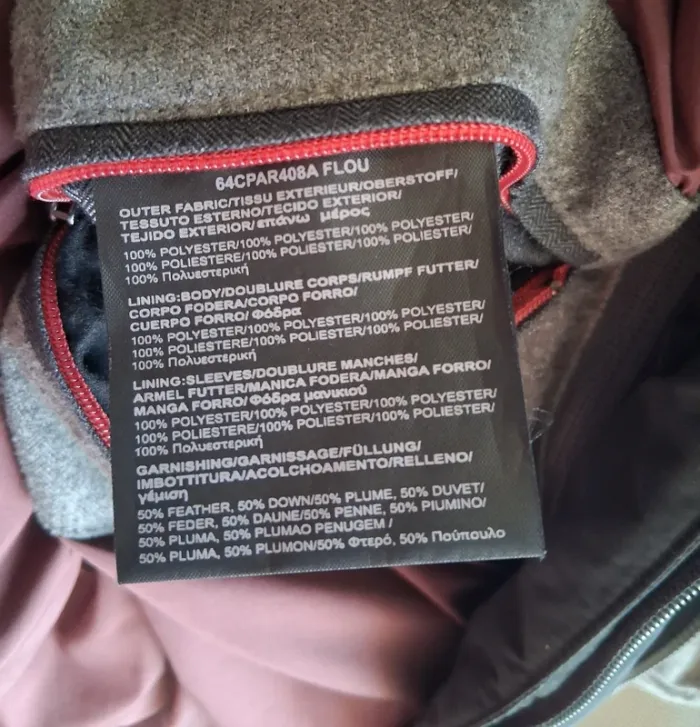 64CPAR408A FLOU
OUTER FABRIC/TISSU EXTERIEUR/OBERSTOFF/
TESSUTO ESTERNO/TECIDO EXTERIOR/
TEJIDO EXTERIOR/επάνω μέρος
100% POLYESTER/100% POLYESTER/100% POLYESTER/
100% POLIESTERE/100% POLIESTER/100% POLIESTER/
100% Πολυεστερική
LINING:BODY/DOUBLURE CORPS/RUMPF FUTTER/
CORPO FODERA/CORPO FORRO/
CUERPO FORRO/ Φόδρα
100% POLYESTER/100% POLYESTER/100% POLYESTER/
100% POLIESTERE/100% POLIESTER/100% POLIESTER/
100% Πολυεστερική
LINING:SLEEVES/DOUBLURE MANCHES/
ARMEL FUTTER/MANICA FODERA/MANGA FORRO/
MANGA FORRO/ Φόδρα μανικιού
100% POLYESTER/100% POLYESTER/100% POLYESTER/
100% POLIESTERE/100% POLIESTER/100% POLIESTER/
100% Πολυεστερική
GARNISHING/GARNISSAGE/FÜLLUNG/
IMBOTTITURA/ACOLCHOAMENTO/RELLENO/
γέμιση
50% FEATHER, 50% DOWN/50% PLUME, 50% DUVET/
50% FEDER, 50% DAUNE/50% PENNE, 50% PIUMINO/
50% PLUMA, 50% PLUMAO PENUGEM /
50% PLUMA, 50% PLUMON/50% Φτερό, 50% Πούπουλο